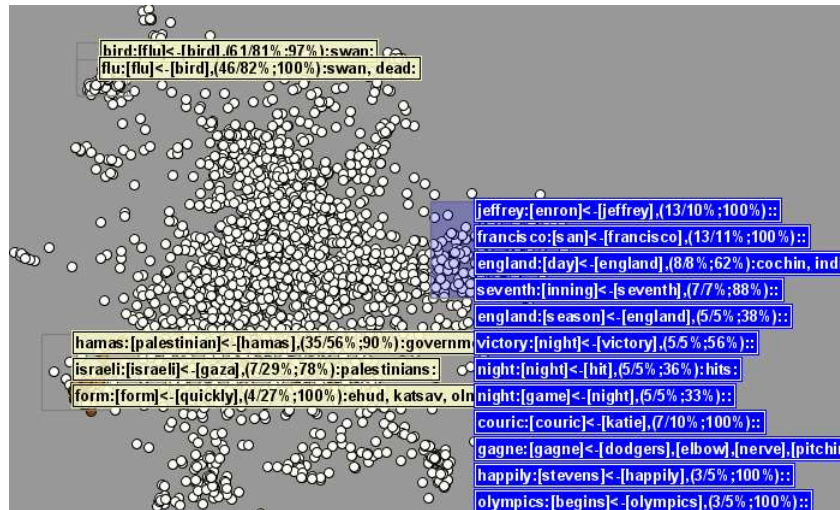 bird:[flu]<-[bird],(61/81%;97%):swan:
flu:[flu]<-[bird],(46/82%;100%):swan, dead:
jeffrey:[enron]<-[jeffrey],(13/10%;100%)::
francisco:[san]<-[francisco],(13/11%;100%)::
england:[day]<-[england],(8/8%;62%):cochin, ind
seventh:[inning]<-[seventh],(7/7%;88%)::
england:[season]<-[england],(5/5%;38%)::
hamas:[palestinian]<-[hamas],(35/56%;90%):governme
victory:[night]<-[victory],(5/5%;56%)::
israeli:[israeli]<-[gaza],(7/29%;78%):palestinians:
night:[night]<-[hit],(5/5%;36%):hits:
form:[form]<-[quickly],(4/27%;100%):ehud, katsav, oln
night:[game]<-[night],(5/5%;33%)::
couric:[couric]<-[katie],(7/10%;100%)::
gagne:[gagne]<-[dodgers],[elbow],[nerve],[pitchin
happily:[stevens]<-[happily],(3/5%;100%)::
olympics:[begins]<-[olympics],(3/5%;100%)::